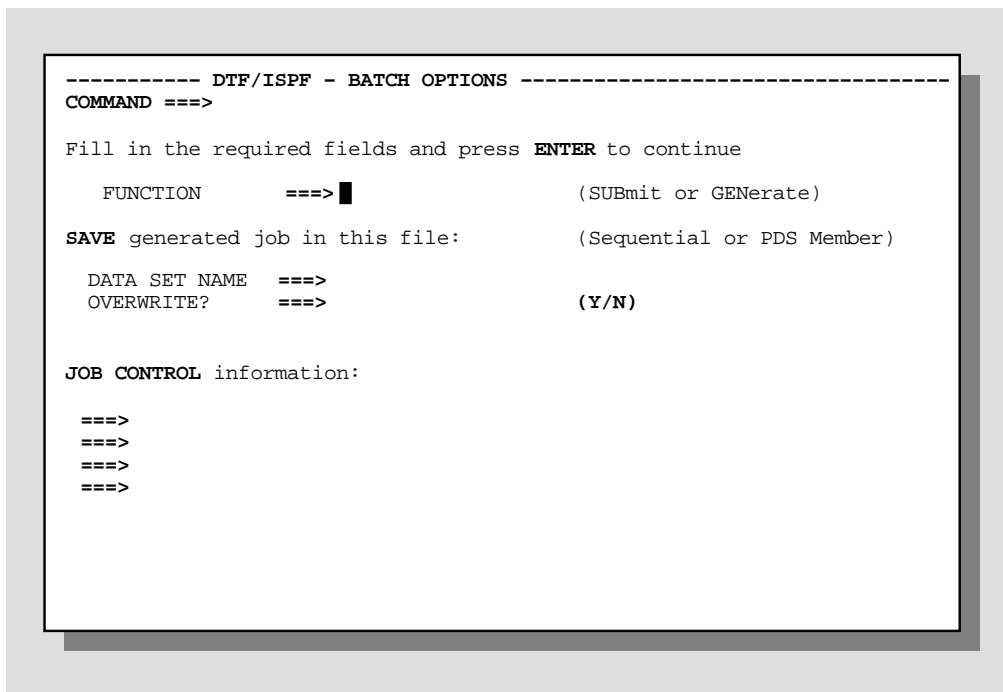 ----------- DTF/ISPF - BATCH OPTIONS -----------------------------------
COMMAND ===>
Fill in the required fields and press ENTER to continue
FUNCTION ===> (SUBmit or GENerate)
SAVE generated job in this file: (Sequential or PDS Member)
DATA SET NAME ===>
OVERWRITE? ===> (Y/N)
JOB CONTROL information:
===>
===>
===>
===>